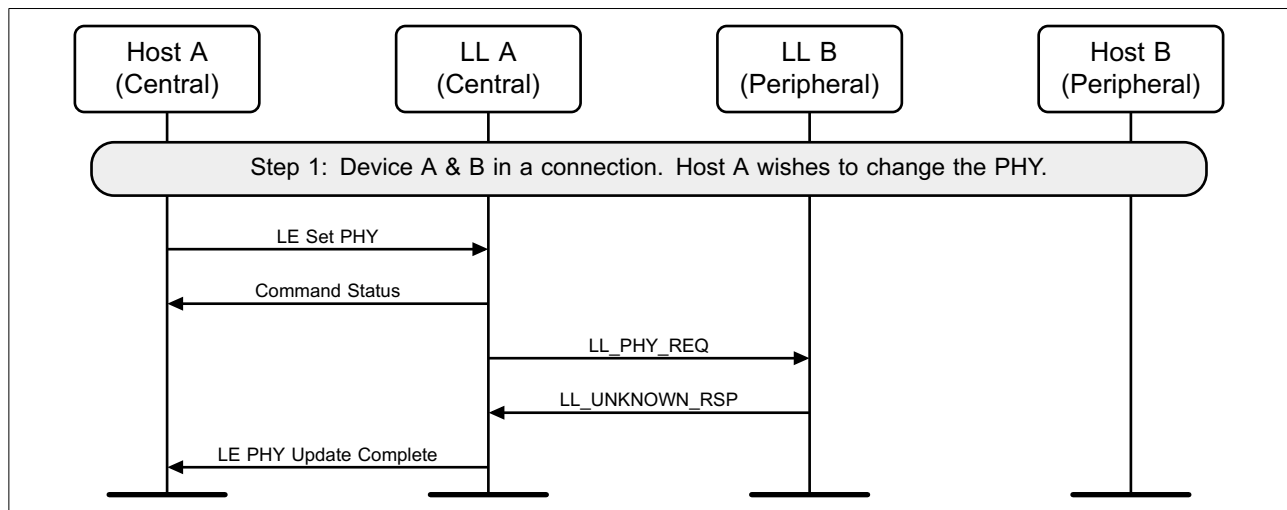 Host A
(Central)
LL A
(Central)
LL B
(Peripheral)
Host B
(Peripheral)
Step 1: Device A & B in a connection. Host A wishes to change the PHY.
LE Set PHY
Command Status
LL_PHY_REQ
LL_UNKNOWN_RSP
LE PHY Update Complete